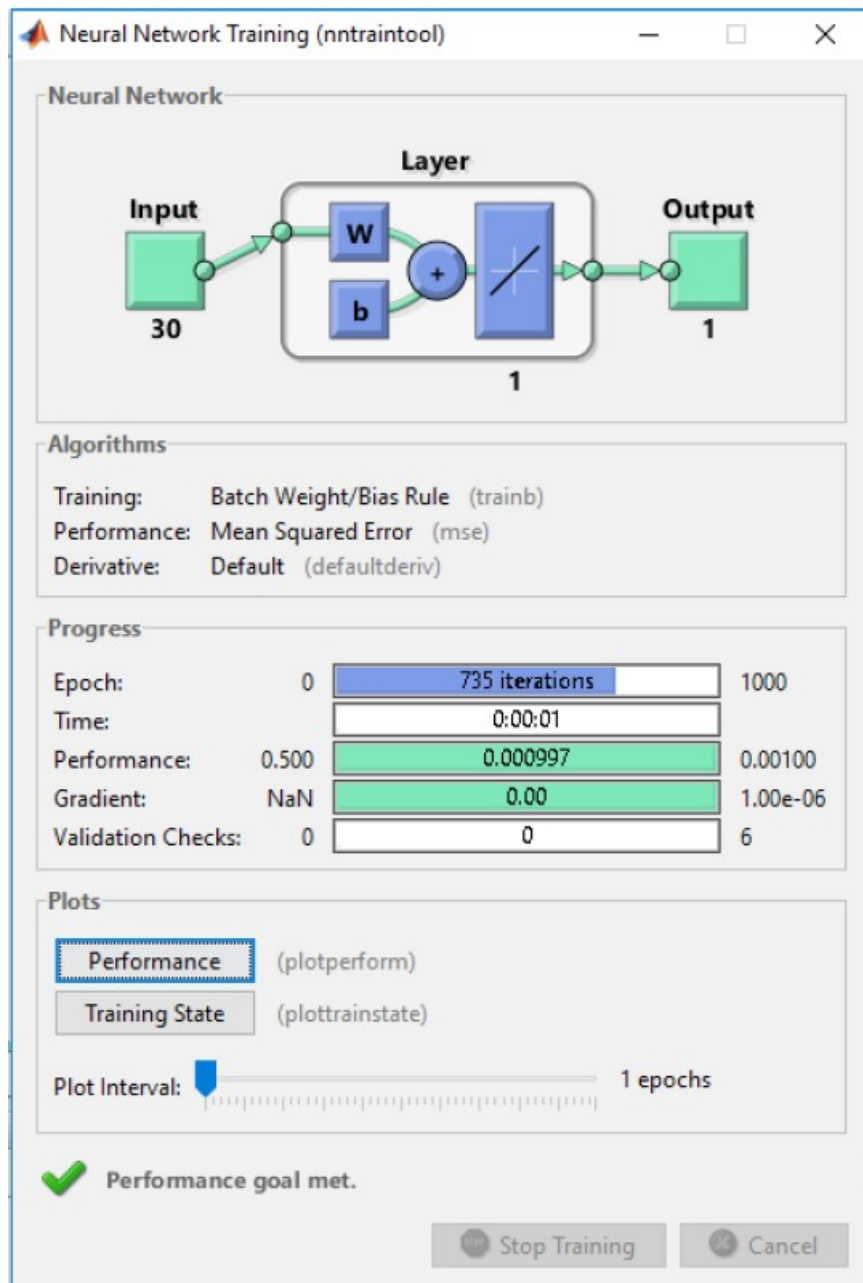 Neural Network Training (nntraintool)
Neural Network
Layer
Input
Output
W
b
+
30
1
1
Algorithms
Training: Batch Weight/Bias Rule (trainb)
Performance: Mean Squared Error (mse)
Derivative: Default (defaultderiv)
Progress
Epoch: 0 735 iterations 1000
Time: 0:00:01
Performance: 0.500 0.000997 0.00100
Gradient: NaN 0.00 1.00e-06
Validation Checks: 0 0 6
Plots
Performance (plotperform)
Training State (plottrainstate)
Plot Interval: 1 epochs
Performance goal met.
Stop Training Cancel